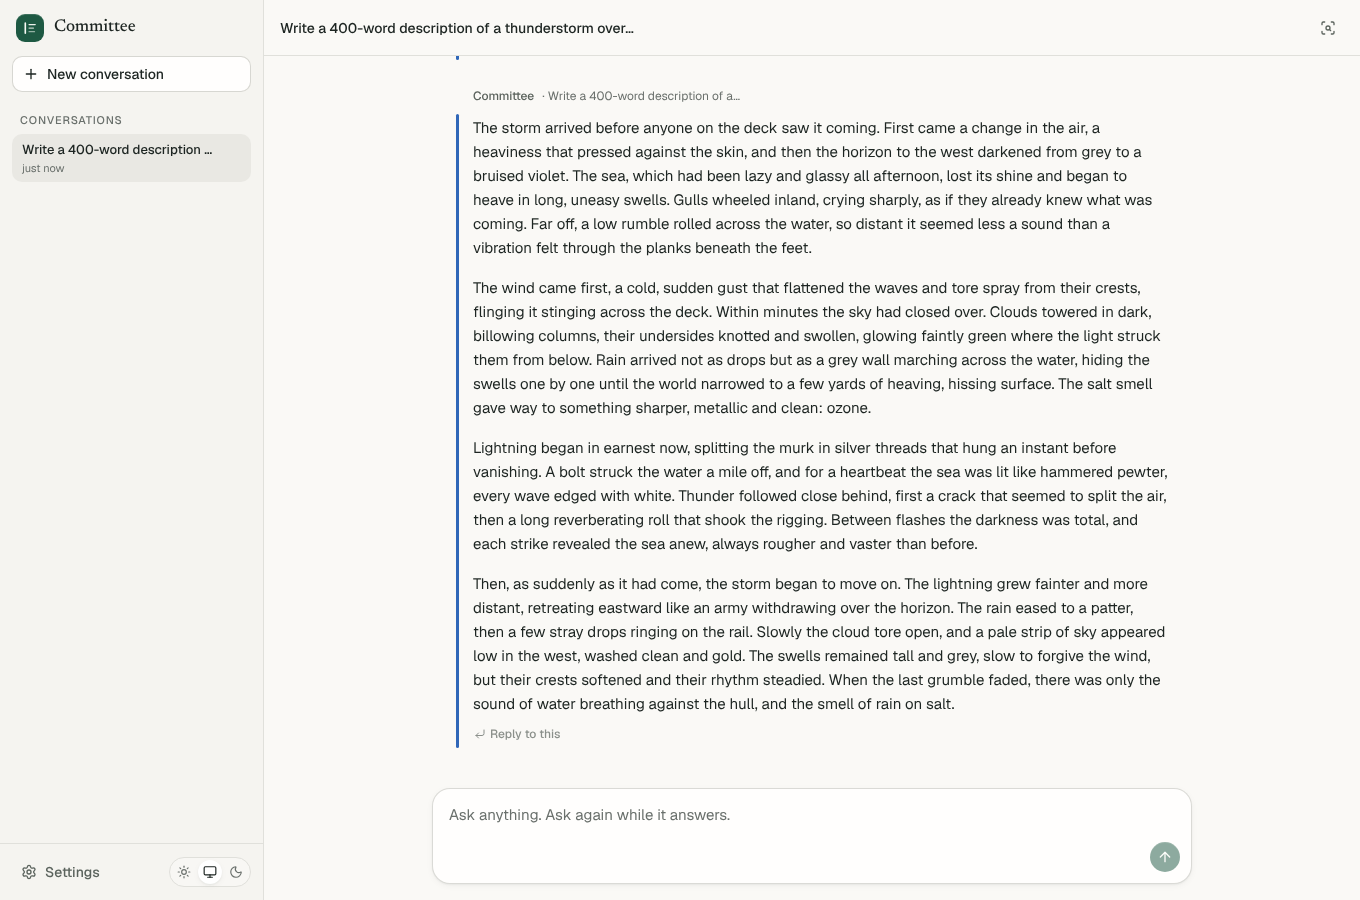 Committee
New conversation
CONVERSATIONS
Write a 400-word description ...
just now
Settings
Write a 400-word description of a thunderstorm over...
Committee · Write a 400-word description of a...
The storm arrived before anyone on the deck saw it coming. First came a change in the air, a
heaviness that pressed against the skin, and then the horizon to the west darkened from grey to a
bruised violet. The sea, which had been lazy and glassy all afternoon, lost its shine and began to
heave in long, uneasy swells. Gulls wheeled inland, crying sharply, as if they already knew what was
coming. Far off, a low rumble rolled across the water, so distant it seemed less a sound than a
vibration felt through the planks beneath the feet.
The wind came first, a cold, sudden gust that flattened the waves and tore spray from their crests,
flinging it stinging across the deck. Within minutes the sky had closed over. Clouds towered in dark,
billowing columns, their undersides knotted and swollen, glowing faintly green where the light struck
them from below. Rain arrived not as drops but as a grey wall marching across the water, hiding the
swells one by one until the world narrowed to a few yards of heaving, hissing surface. The salt smell
gave way to something sharper, metallic and clean: ozone.
Lightning began in earnest now, splitting the murk in silver threads that hung an instant before
vanishing. A bolt struck the water a mile off, and for a heartbeat the sea was lit like hammered pewter,
every wave edged with white. Thunder followed close behind, first a crack that seemed to split the air,
then a long reverberating roll that shook the rigging. Between flashes the darkness was total, and
each strike revealed the sea anew, always rougher and vaster than before.
Then, as suddenly as it had come, the storm began to move on. The lightning grew fainter and more
distant, retreating eastward like an army withdrawing over the horizon. The rain eased to a patter,
then a few stray drops ringing on the rail. Slowly the cloud tore open, and a pale strip of sky appeared
low in the west, washed clean and gold. The swells remained tall and grey, slow to forgive the wind,
but their crests softened and their rhythm steadied. When the last grumble faded, there was only the
sound of water breathing against the hull, and the smell of rain on salt.
Reply to this
Ask anything. Ask again while it answers.